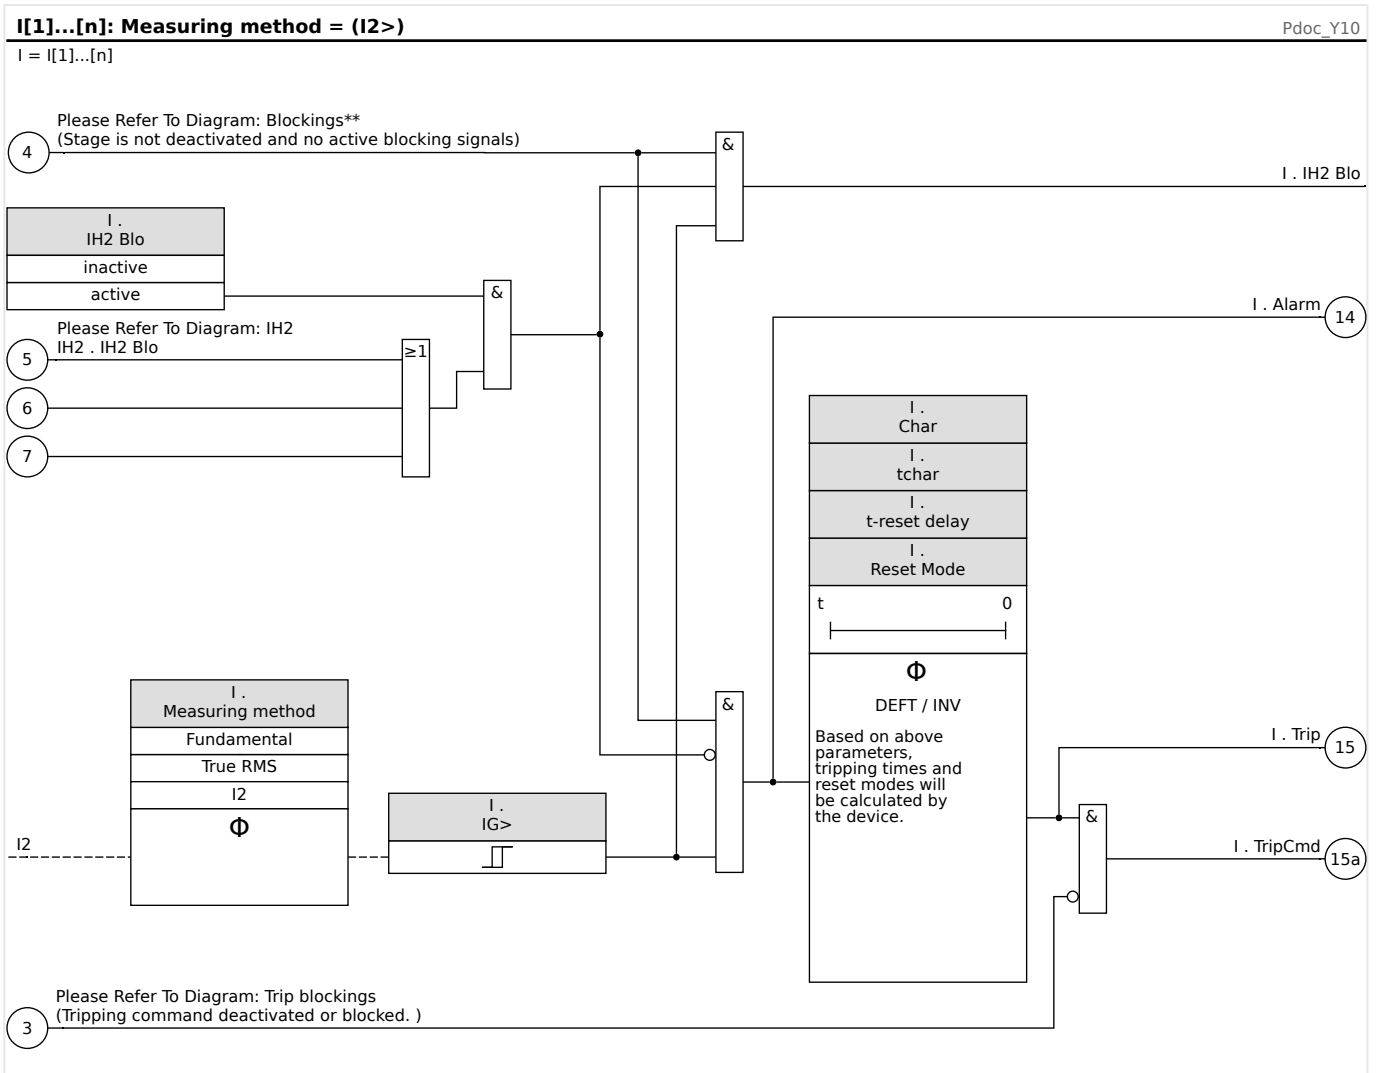 I[1]...[n]: Measuring method = (I2>)
Pdoc_Y10
I = I[1]...[n]
Please Refer To Diagram: Blockings**
(Stage is not deactivated and no active blocking signals)
4
&
I . IH2 Blo
I .
IH2 Blo
inactive
active
&
I . Alarm
14
Please Refer To Diagram: IH2
IH2 . IH2 Blo
5
≥1
6
7
I .
Char
I .
tchar
I .
t-reset delay
I .
Reset Mode
t 0
Φ
DEFT / INV
Based on above
parameters,
tripping times and
reset modes will
be calculated by
the device.
I .
Measuring method
Fundamental
True RMS
I2
Φ
&
I .
IG>
I2
I . Trip
15
&
I . TripCmd
15a
Please Refer To Diagram: Trip blockings
(Tripping command deactivated or blocked. )
3